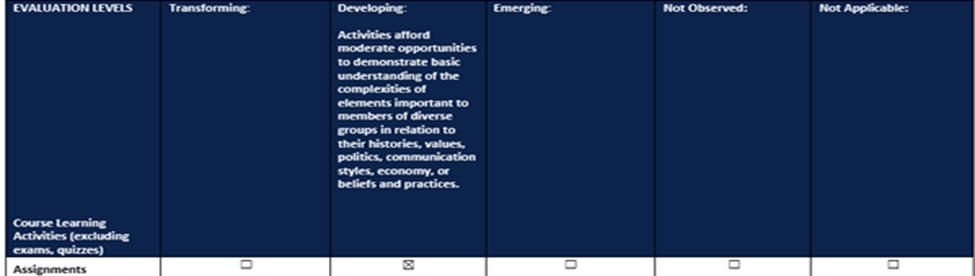 EVALUATION LEVELS
Transforming:
Developing:
Emerging:
Not Observed:
Not Applicable:
Activities afford
moderate opportunities
to demonstrate basic
understanding of the
complexities of
elements important to
members of diverse
groups in relation to
their histories, values,
politics, communication
styles, economy, or
beliefs and practices.
Course Learning
Activities (excluding
exams, quizzes)
Assignments
☐ ☒ ☐ ☐ ☐